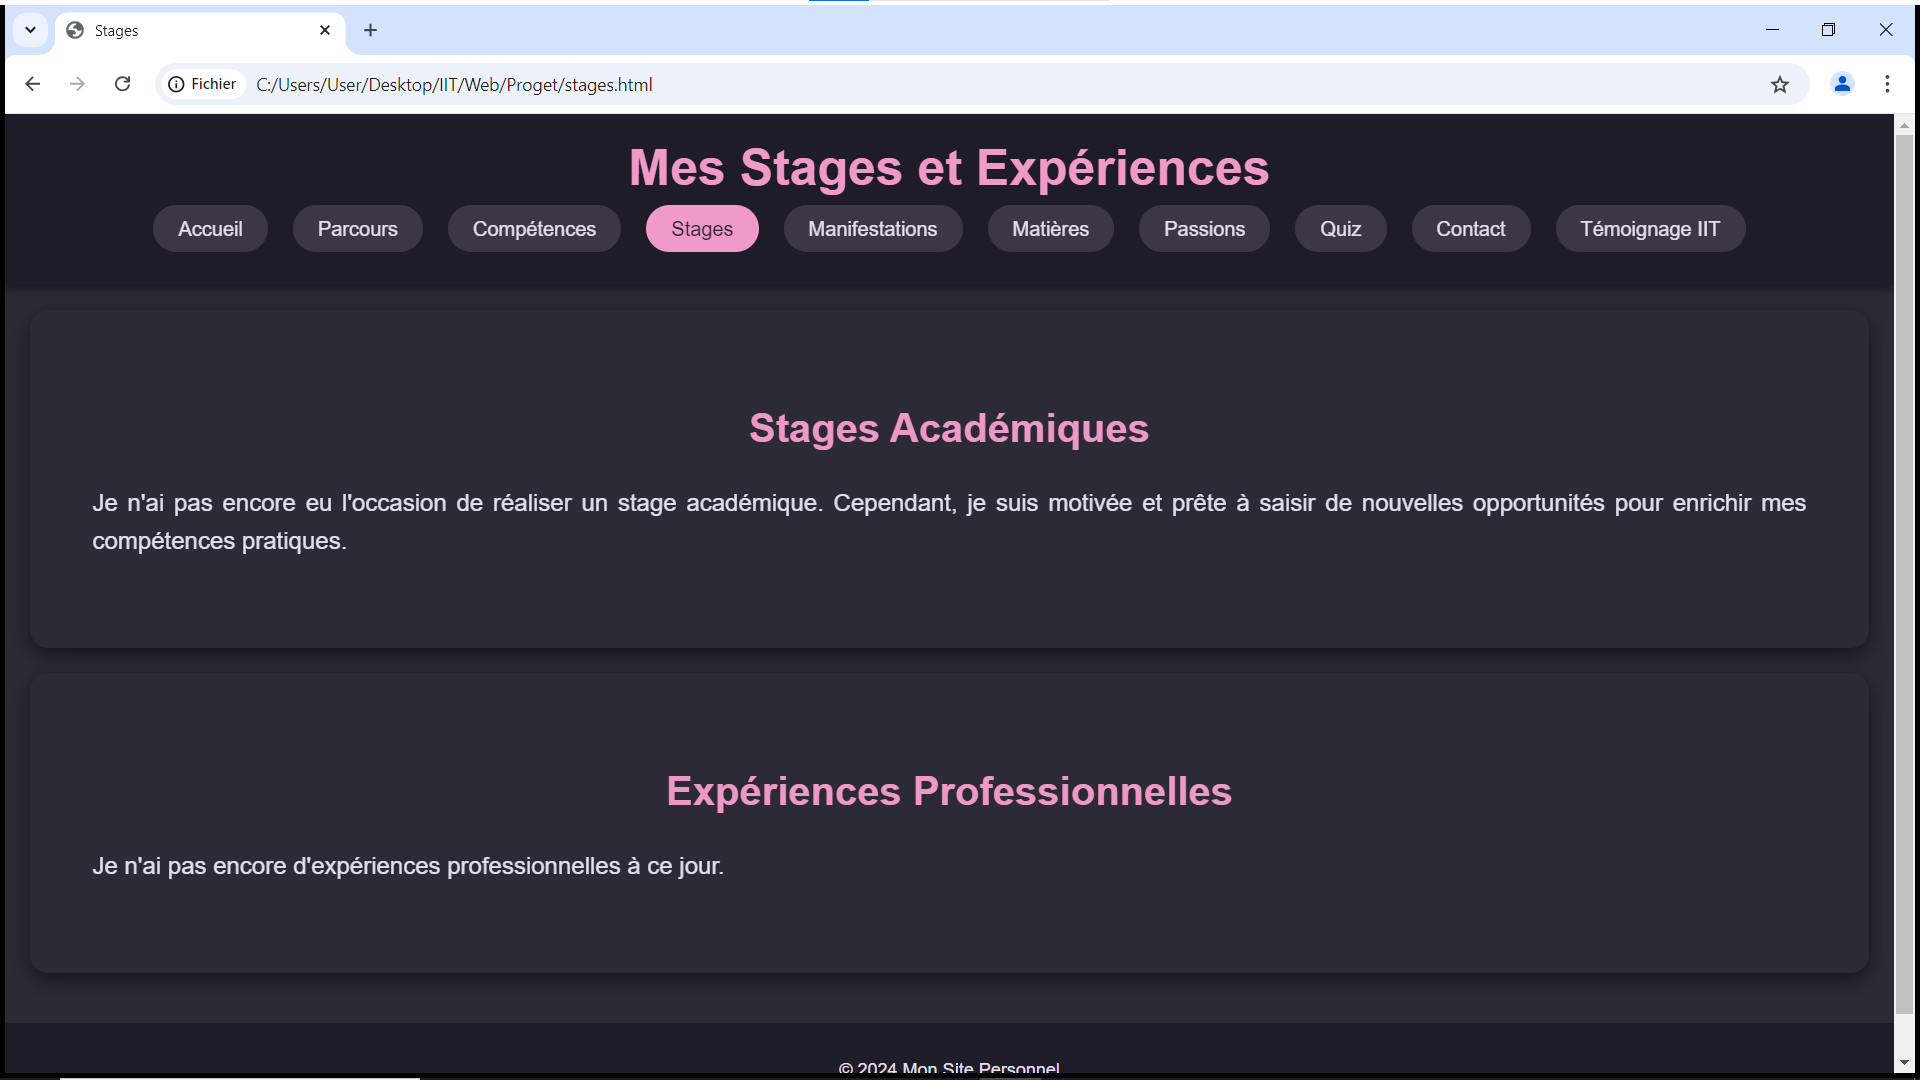 Stages
Fichier
C:/Users/User/Desktop/IIT/Web/Proget/stages.html
Mes Stages et Expériences
Accueil
Parcours
Compétences
Stages
Manifestations
Matières
Passions
Quiz
Contact
Témoignage IIT
Stages Académiques
Je n'ai pas encore eu l'occasion de réaliser un stage académique. Cependant, je suis motivée et prête à saisir de nouvelles opportunités pour enrichir mes
compétences pratiques.
Expériences Professionnelles
Je n'ai pas encore d'expériences professionnelles à ce jour.
© 2024 Mon Site Personnel